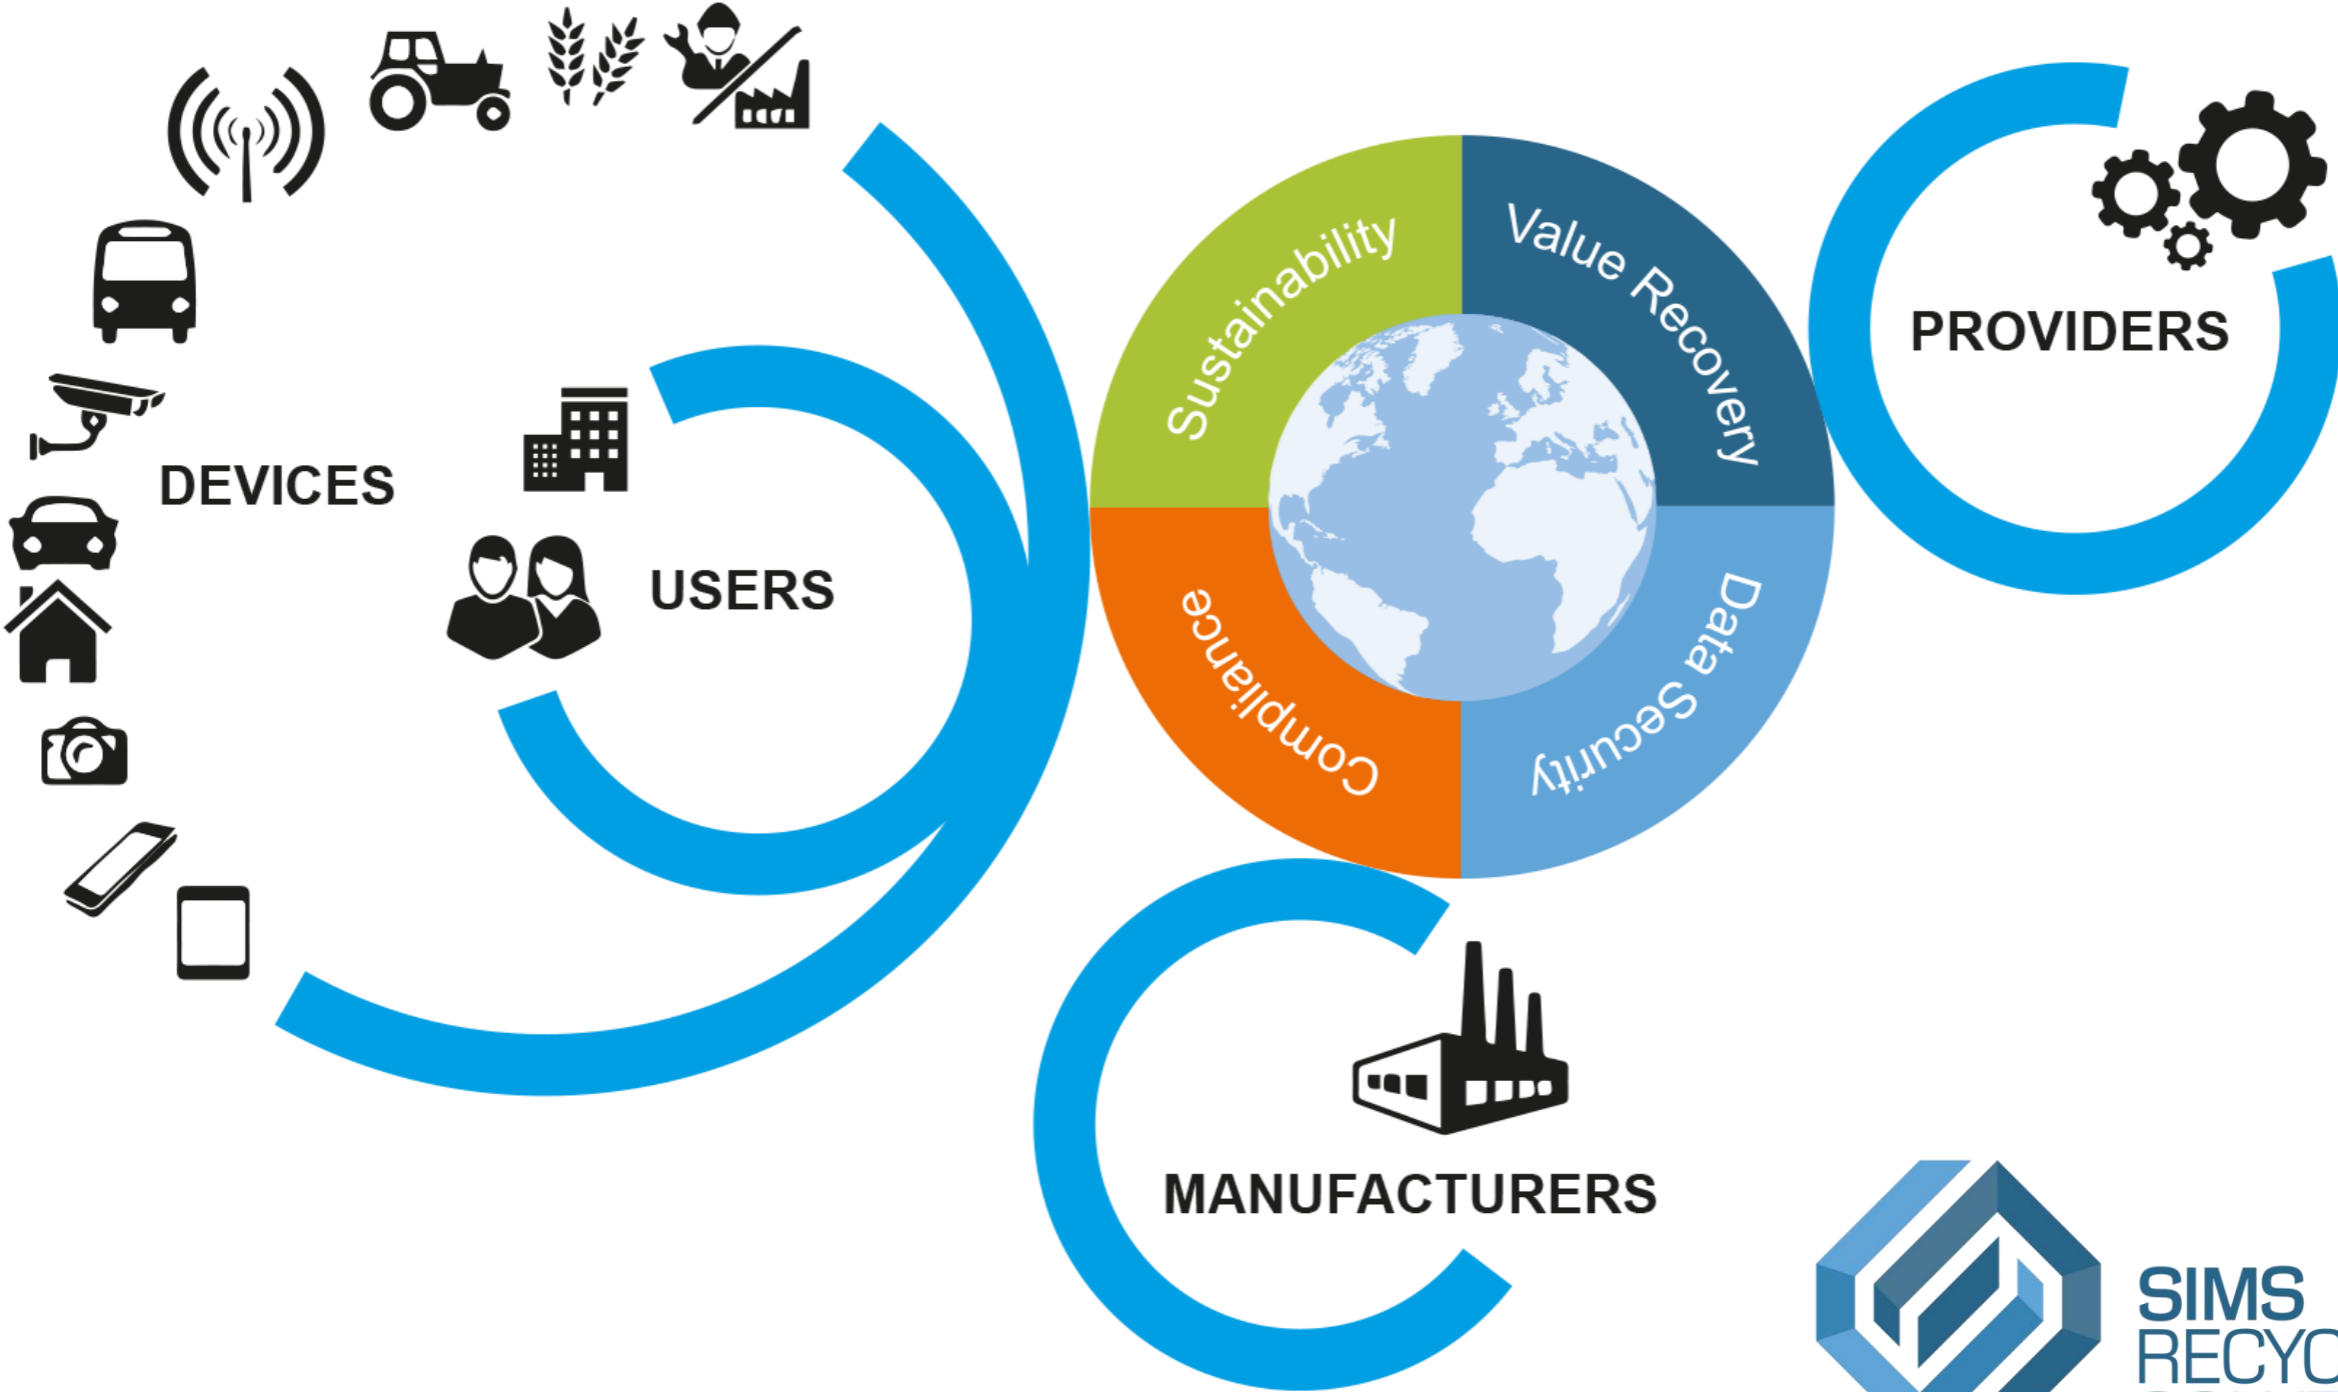 Sustainability
Value Recovery
PROVIDERS
DEVICES
USERS
Compliance
Data Security
MANUFACTURERS
SIMS